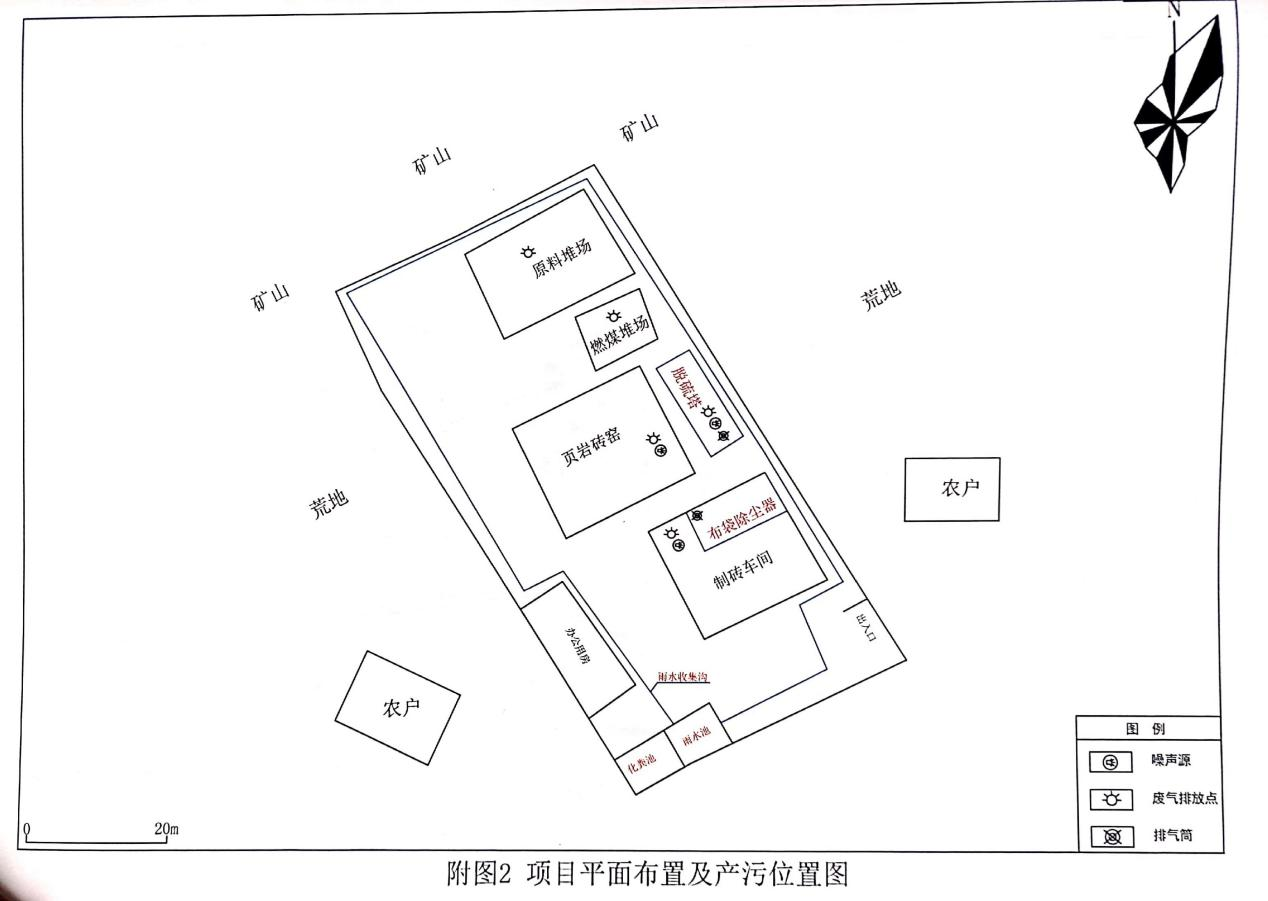 N
矿山
矿山
矿山
原料堆场
荒地
燃煤堆场
脱硫塔
页岩砖窑
荒地
农户
布袋除尘器
制砖车间
出入口
办公用房
雨水收集沟
农户
雨水池
化粪池
图 例
噪声源
废气排放点
排气筒
0 20m
附图2 项目平面布置及产污位置图